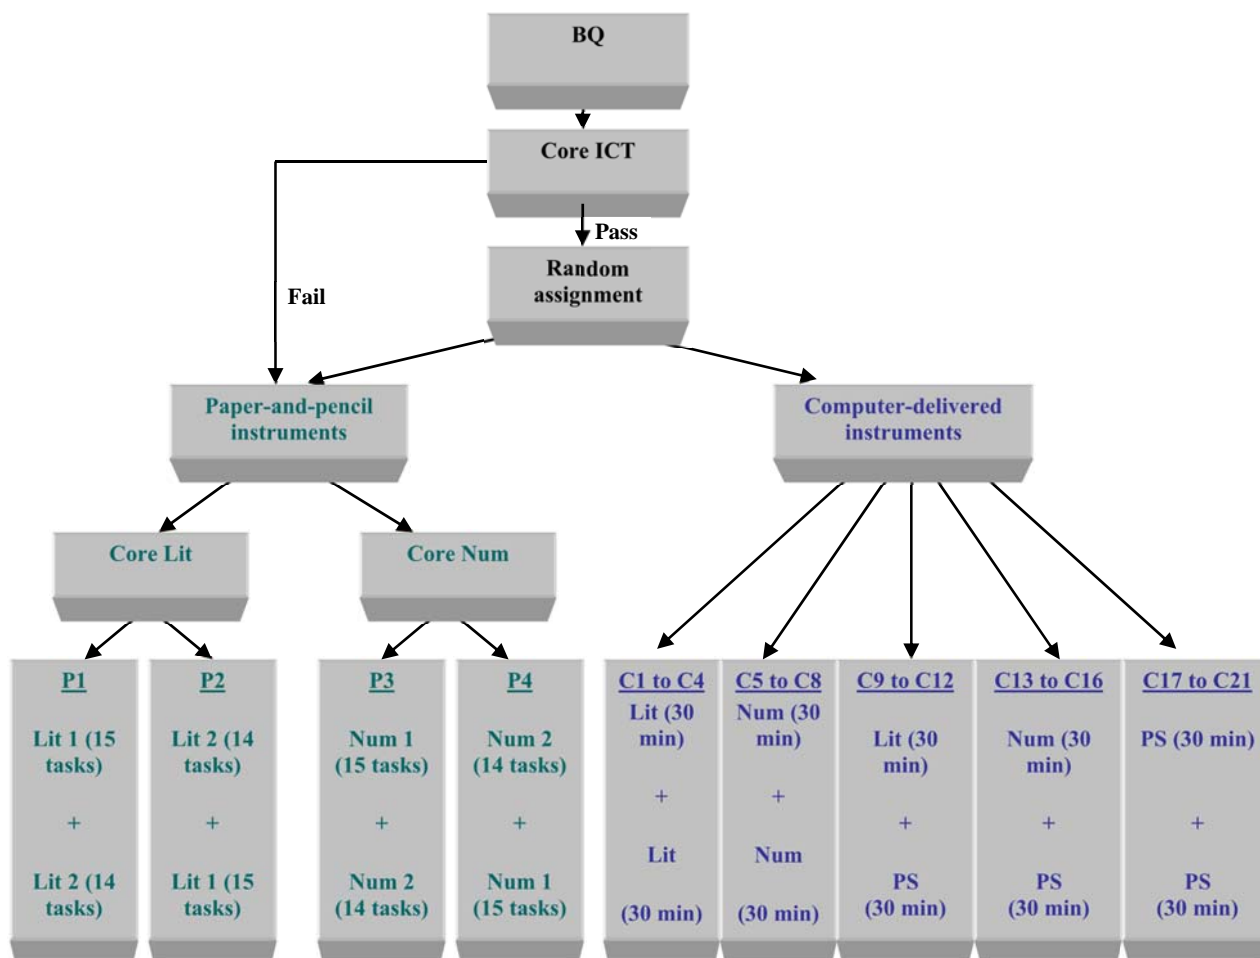 BQ
Core ICT
Pass
Random
assignment
Fail
Paper-and-pencil
instruments
Computer-delivered
instruments
Core Lit
Core Num
P1
Lit 1 (15
tasks)
+
Lit 2 (14
tasks)
P2
Lit 2 (14
tasks)
+
Lit 1 (15
tasks)
P3
Num 1
(15 tasks)
+
Num 2
(14 tasks)
P4
Num 2
(14 tasks)
+
Num 1
(15 tasks)
C1 to C4
Lit (30
min)
+
Lit
(30 min)
C5 to C8
Num (30
min)
+
Num
(30 min)
C9 to C12
Lit (30
min)
+
PS
(30 min)
C13 to C16
Num (30
min)
+
PS
(30 min)
C17 to C21
PS (30 min)
+
PS
(30 min)